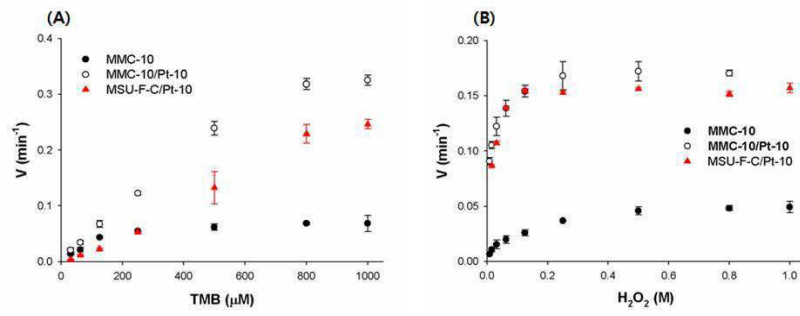 (A)
MMC-10
MMC-10/Pt-10
MSU-F-C/Pt-10
V (min⁻¹)
0.4
0.3
0.2
0.1
0.0
0 200 400 600 800 1000
TMB (μM)
(B)
MMC-10
MMC-10/Pt-10
MSU-F-C/Pt-10
V (min⁻¹)
0.20
0.15
0.10
0.05
0.00
0.0 0.2 0.4 0.6 0.8 1.0
H₂O₂ (M)